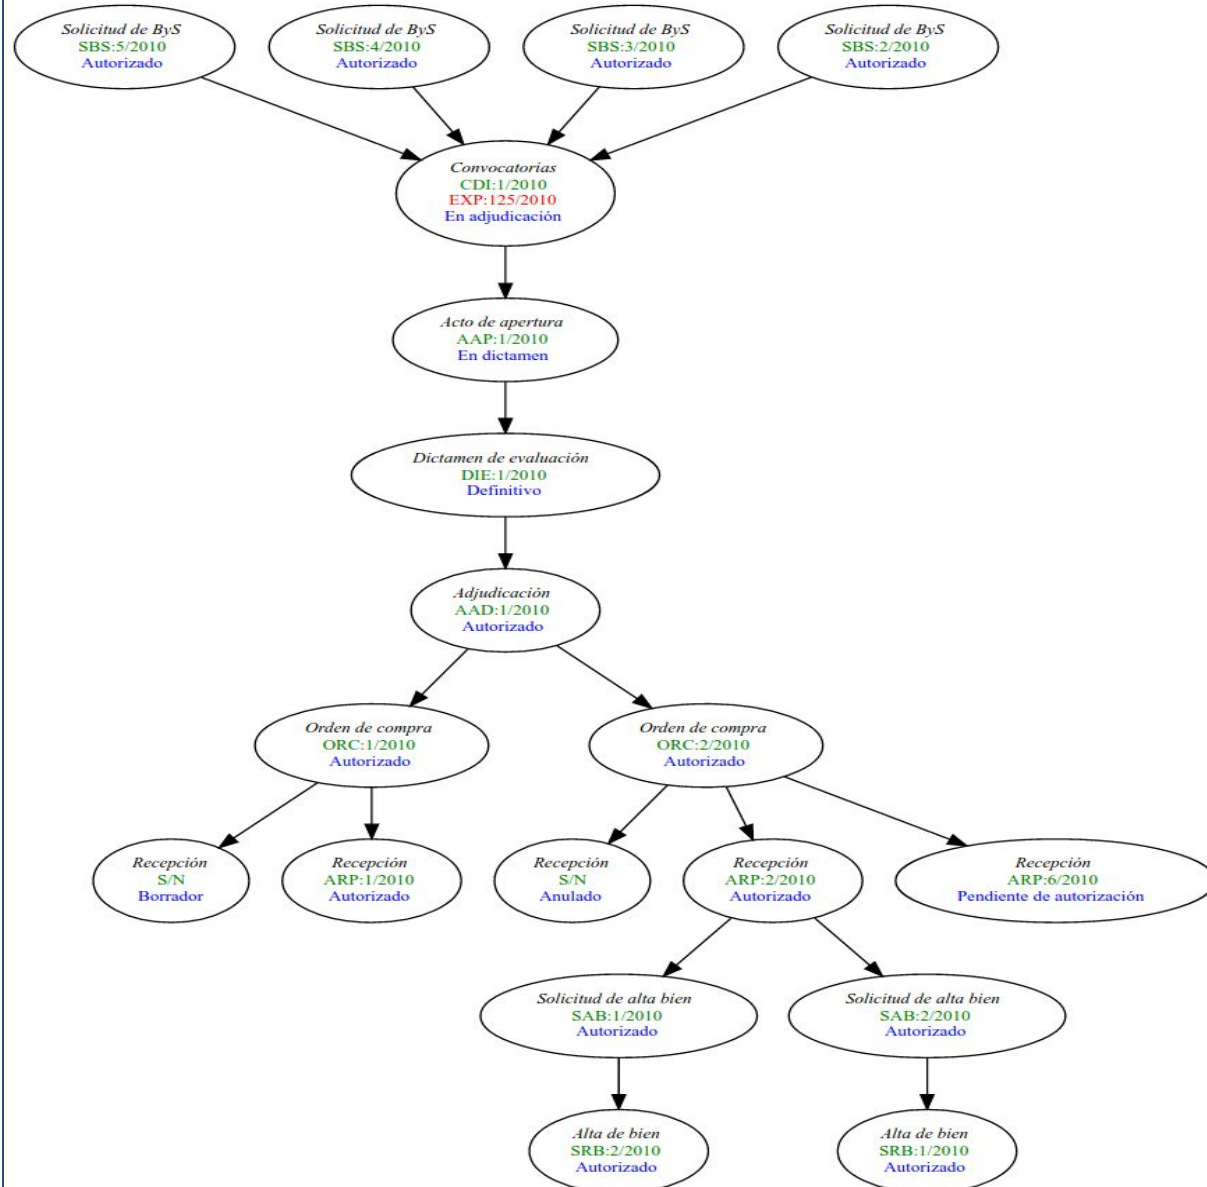 Solicitud de ByS
SBS:5/2010
Autorizado
Solicitud de ByS
SBS:4/2010
Autorizado
Solicitud de ByS
SBS:3/2010
Autorizado
Solicitud de ByS
SBS:2/2010
Autorizado
Convocatorias
CDI:1/2010
EXP:125/2010
En adjudicación
Acto de apertura
AAP:1/2010
En dictamen
Dictamen de evaluación
DIE:1/2010
Definitivo
Adjudicación
AAD:1/2010
Autorizado
Orden de compra
ORC:1/2010
Autorizado
Orden de compra
ORC:2/2010
Autorizado
Recepción
S/N
Borrador
Recepción
ARP:1/2010
Autorizado
Recepción
S/N
Anulado
Recepción
ARP:2/2010
Autorizado
Recepción
ARP:6/2010
Pendiente de autorización
Solicitud de alta bien
SAB:1/2010
Autorizado
Solicitud de alta bien
SAB:2/2010
Autorizado
Alta de bien
SRB:2/2010
Autorizado
Alta de bien
SRB:1/2010
Autorizado